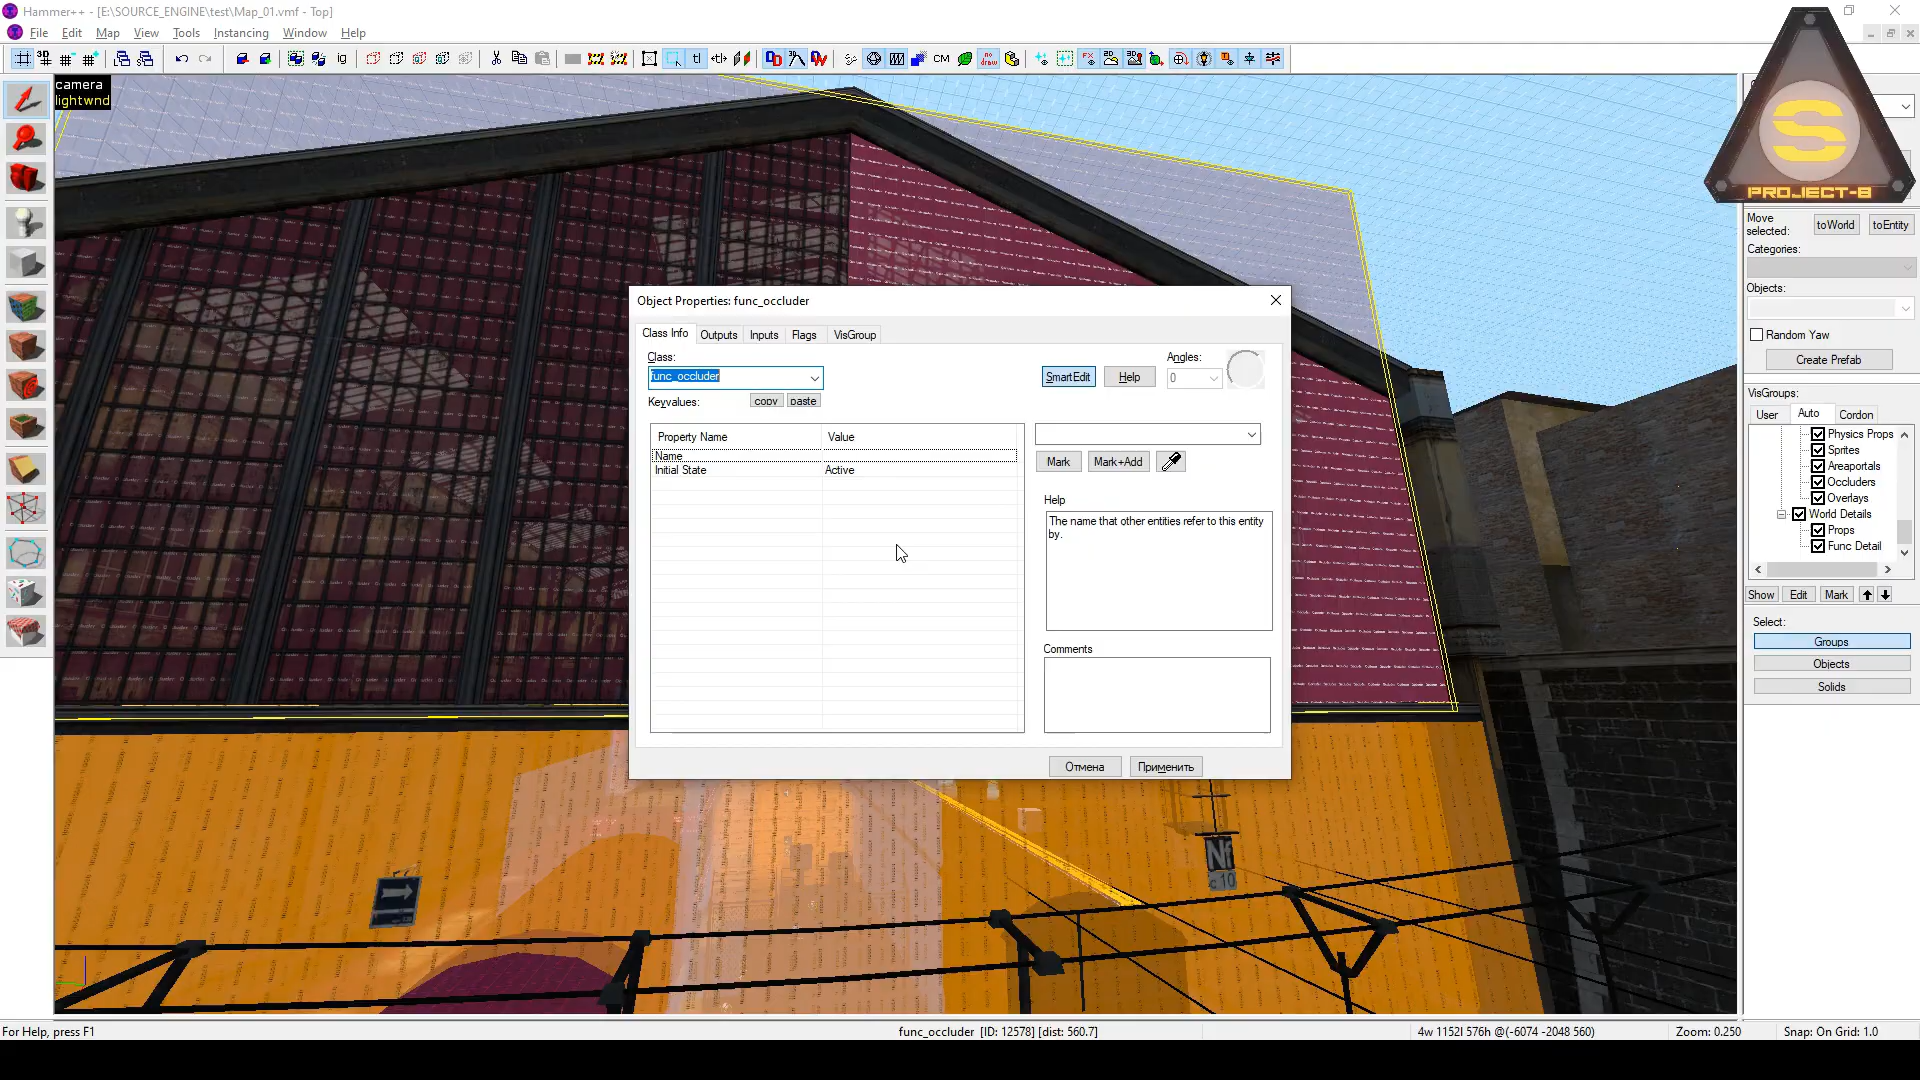 Hammer++ - [E:\SOURCE_ENGINE\test\Map_01.vmf - Top]
File Edit Map View Tools Instancing Window Help
camera
lightwnd
S
PROJECT-8
Move selected:
toWorld
toEntity
Categories:
Objects:
Random Yaw
Create Prefab
VisGroups:
User Auto Cordon
Physics Props
Sprites
Areaportals
Occluders
Overlays
World Details
Props
Func Detail
Show Edit Mark
Select:
Groups
Objects
Solids
Object Properties: func_occluder
Class Info Outputs Inputs Flags VisGroup
Class:
func_occluder
SmartEdit
Help
Angles:
0
Keyvalues:
copy
paste
Property Name Value
Name
Initial State Active
Mark
Mark+Add
Help
The name that other entities refer to this entity
by.
Comments
Отмена
Применить
Nf
c 10
For Help, press F1
func_occluder [ID: 12578] [dist: 560.7]
4w 1152l 576h @(-6074 -2048 560)
Zoom: 0.250
Snap: On Grid: 1.0